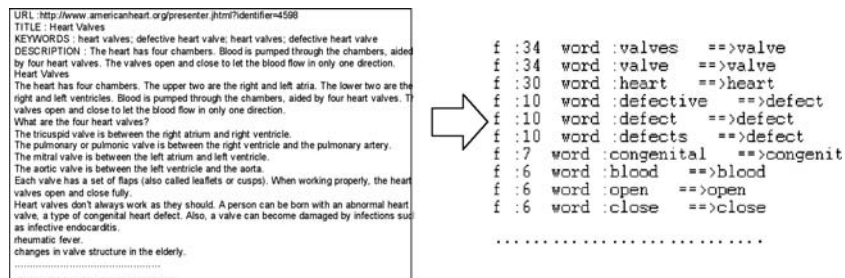 URL :http://www.americanheart.org/presenter.jhtml?identifier=4598
TITLE : Heart Valves
KEYWORDS : heart valves; defective heart valve; heart valves; defective heart valve
DESCRIPTION : The heart has four chambers. Blood is pumped through the chambers, aided
by four heart valves. The valves open and close to let the blood flow in only one direction.
Heart Valves
The heart has four chambers. The upper two are the right and left atria. The lower two are the
right and left ventricles. Blood is pumped through the chambers, aided by four heart valves. T
valves open and close to let the blood flow in only one direction.
What are the four heart valves?
The tricuspid valve is between the right atrium and right ventricle.
The pulmonary or pulmonic valve is between the right ventricle and the pulmonary artery.
The mitral valve is between the left atrium and left ventricle.
The aortic valve is between the left ventricle and the aorta.
Each valve has a set of flaps (also called leaflets or cusps). When working properly, the heart
valves open and close fully.
Heart valves don't always work as they should. A person can be born with an abnormal heart
valve, a type of congenital heart defect. Also, a valve can become damaged by infections suc
as infective endocarditis.
rheumatic fever.
changes in valve structure in the elderly.
................................................
f :34 word :valves ==>valve
f :34 word :valve ==>valve
f :30 word :heart ==>heart
f :10 word :defective ==>defect
f :10 word :defect ==>defect
f :10 word :defects ==>defect
f :7 word :congenital ==>congenit
f :6 word :blood ==>blood
f :6 word :open ==>open
f :6 word :close ==>close
............................